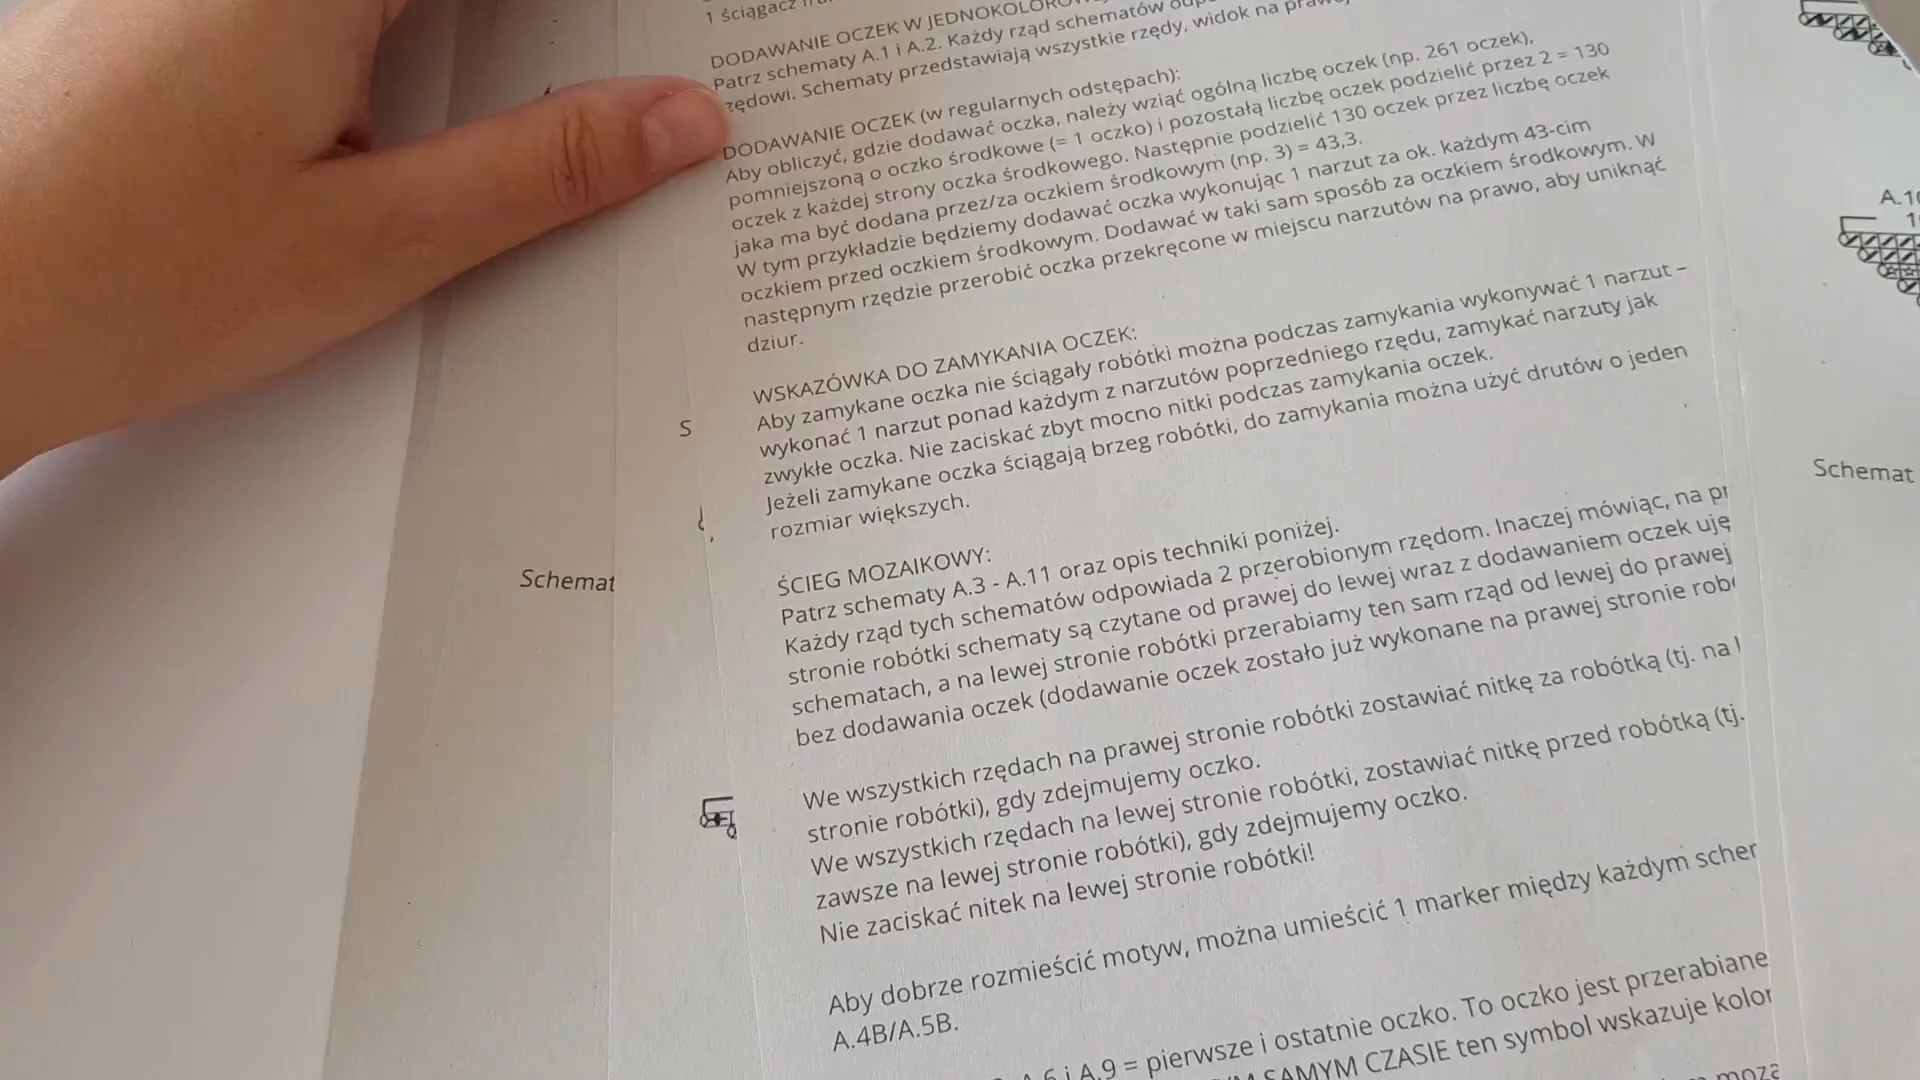 1 ściągacz
DODAWANIE OCZEK W
Patrz schematy A.1 i A.2. Każdy rząd schematów
rzędowi. Schematy przedstawiają wszystkie rzędy, widok na
DODAWANIE OCZEK (w regularnych odstępach):
Aby obliczyć, gdzie dodawać oczka, należy wziąć ogólną liczbę oczek (np. 261 oczek),
pomniejszoną o oczko środkowe (= 1 oczko) i pozostałą liczbę oczek podzielić przez 2 = 130
oczek z każdej strony oczka środkowego. Następnie podzielić 130 oczek przez liczbę oczek
jaka ma być dodana przez/za oczkiem środkowym (np. 3) = 43,3.
W tym przykładzie będziemy dodawać oczka wykonując 1 narzut za ok. każdym 43-cim
oczkiem przed oczkiem środkowym. Dodawać w taki sam sposób za oczkiem środkowym. W
następnym rzędzie przerobić oczka przekręcone w miejscu narzutów na prawo, aby uniknąć
dziur.
WSKAZÓWKA DO ZAMYKANIA OCZEK:
Aby zamykane oczka nie ściągały robótki można podczas zamykania wykonywać 1 narzut –
wykonać 1 narzut ponad każdym z narzutów poprzedniego rzędu, zamykać narzuty jak
zwykłe oczka. Nie zaciskać zbyt mocno nitki podczas zamykania oczek.
Jeżeli zamykane oczka ściągają brzeg robótki, do zamykania można użyć drutów o jeden
rozmiar większych.
ŚCIEG MOZAIKOWY:
Patrz schematy A.3 - A.11 oraz opis techniki poniżej.
Każdy rząd tych schematów odpowiada 2 przerobionym rzędom. Inaczej mówiąc, na
stronie robótki schematy są czytane od prawej do lewej wraz z dodawaniem oczek
schematach, a na lewej stronie robótki przerabiamy ten sam rząd od lewej do prawej
bez dodawania oczek (dodawanie oczek zostało już wykonane na prawej stronie
We wszystkich rzędach na prawej stronie robótki zostawiać nitkę za robótką (tj. na
stronie robótki), gdy zdejmujemy oczko.
We wszystkich rzędach na lewej stronie robótki, zostawiać nitkę przed robótką (tj.
zawsze na lewej stronie robótki), gdy zdejmujemy oczko.
Nie zaciskać nitek na lewej stronie robótki!
Aby dobrze rozmieścić motyw, można umieścić 1 marker między każdym
A.4B/A.5B.
A.6 i A.9 = pierwsze i ostatnie oczko. To oczko jest przerabiane
SAMYM CZASIE ten symbol wskazuje kolor
S
Schemat
Schemat